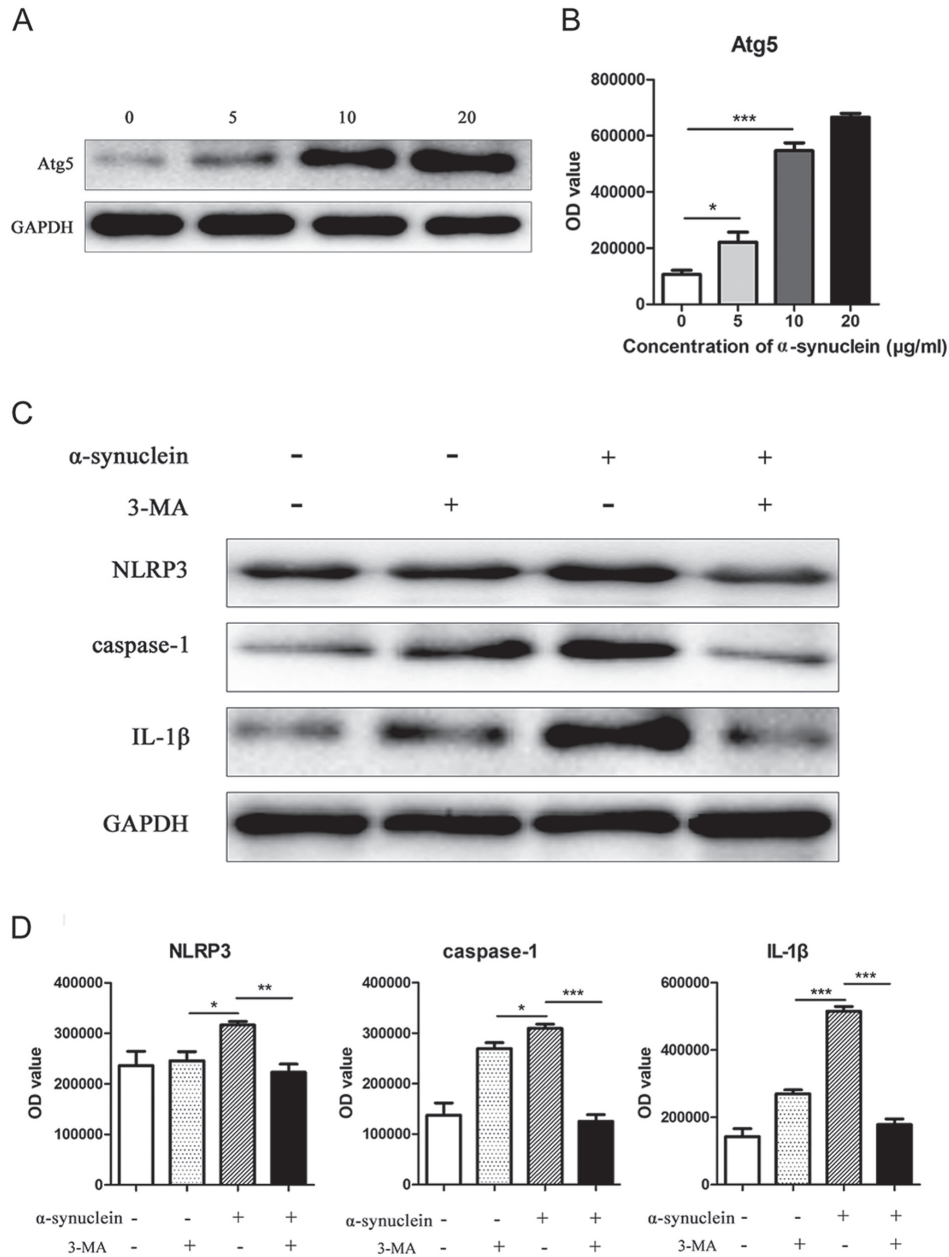 A
0 5 10 20
Atg5
GAPDH
B
Atg5
800000
600000
400000
200000
0
OD value
***
*
0 5 10 20
Concentration of α-synuclein (μg/ml)
C
α-synuclein - - + +
3-MA - + - +
NLRP3
caspase-1
IL-1β
GAPDH
D
NLRP3
400000
300000
200000
100000
0
OD value
* **
α-synuclein - - + +
3-MA - + - +
caspase-1
400000
300000
200000
100000
0
OD value
* ***
α-synuclein - - + +
3-MA - + - +
IL-1β
600000
400000
200000
0
OD value
*** ***
α-synuclein - - + +
3-MA - + - +